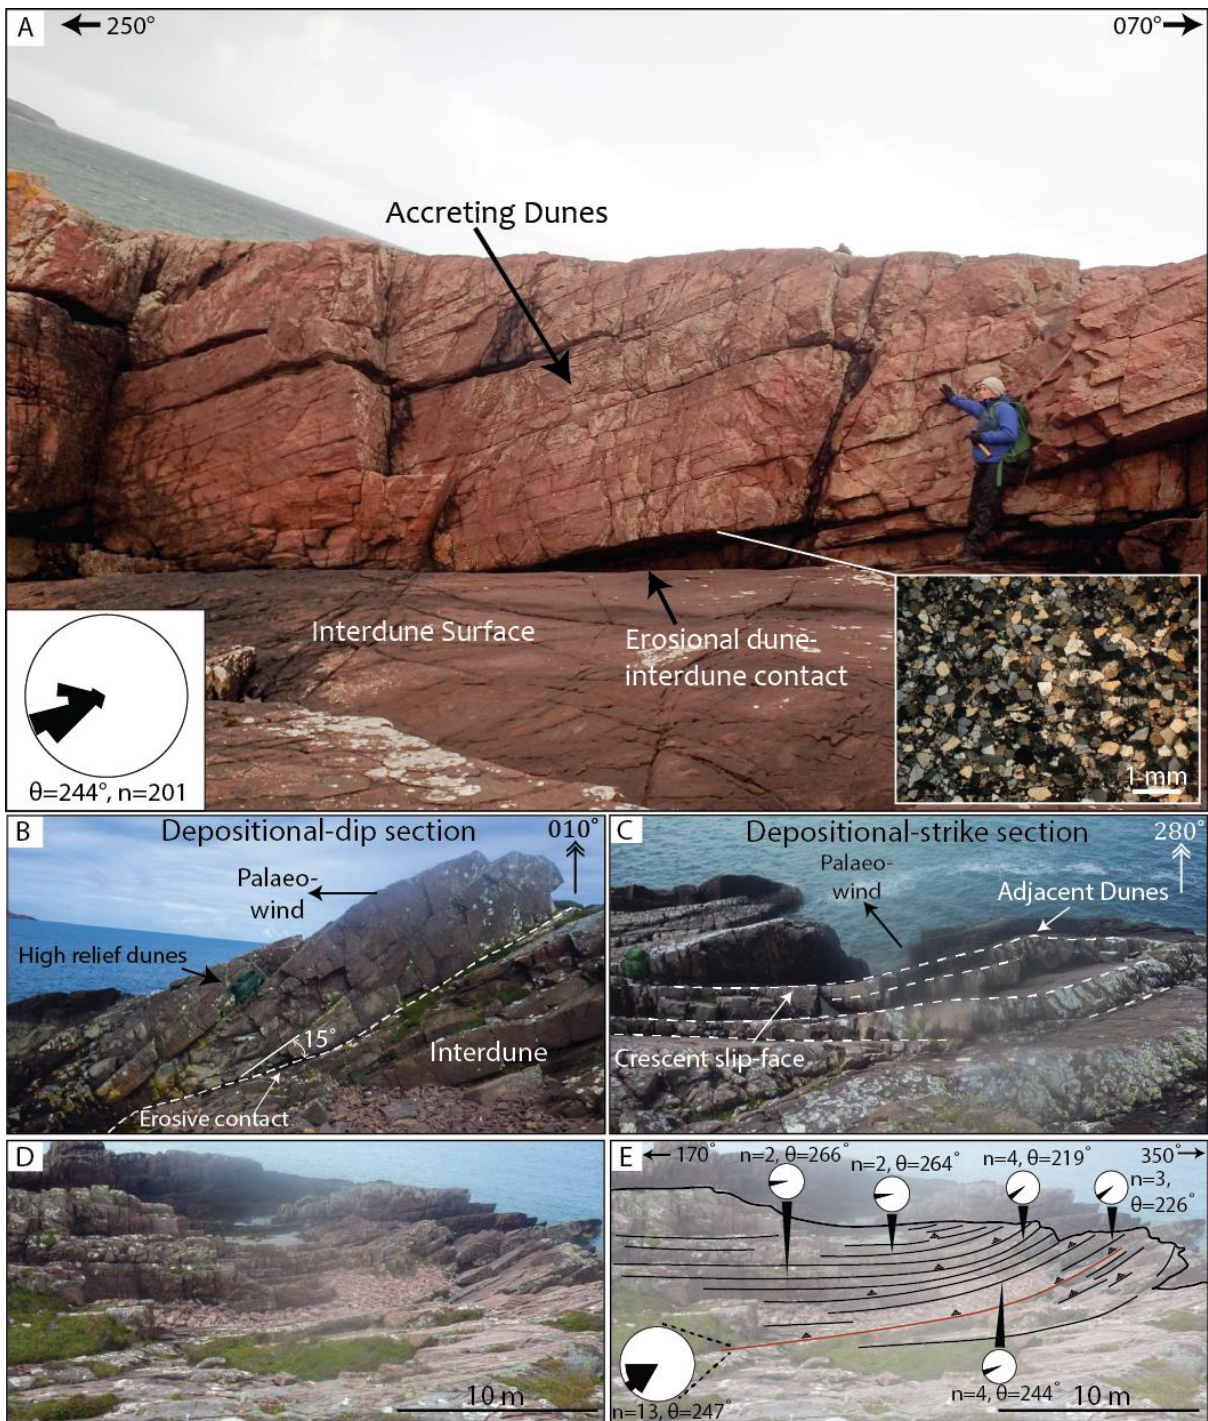 A
250°
070°
Accreting Dunes
Interdune Surface
Erosional dune-
interdune contact
1 mm
θ=244°, n=201
B
Depositional-dip section
010°
Palaeo-
wind
High relief dunes
15°
Interdune
Erosive contact
C
Depositional-strike section
280°
Palaeo-
wind
Adjacent Dunes
Crescent slip-face
D
10 m
E
170°
n=2, θ=266°
n=2, θ=264°
n=4, θ=219°
350°
n=3,
θ=226°
n=13, θ=247°
n=4, θ=244°
10 m